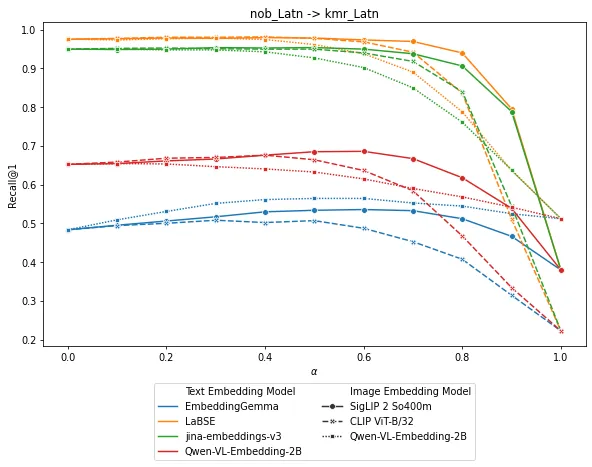 nob_Latn -> kmr_Latn
1.0
0.9
0.8
0.7
0.6
0.5
0.4
0.3
0.2
Recall@1
0.0 0.2 0.4 0.6 0.8 1.0
α
Text Embedding Model Image Embedding Model
EmbeddingGemma SigLIP 2 So400m
LaBSE CLIP ViT-B/32
jina-embeddings-v3 Qwen-VL-Embedding-2B
Qwen-VL-Embedding-2B